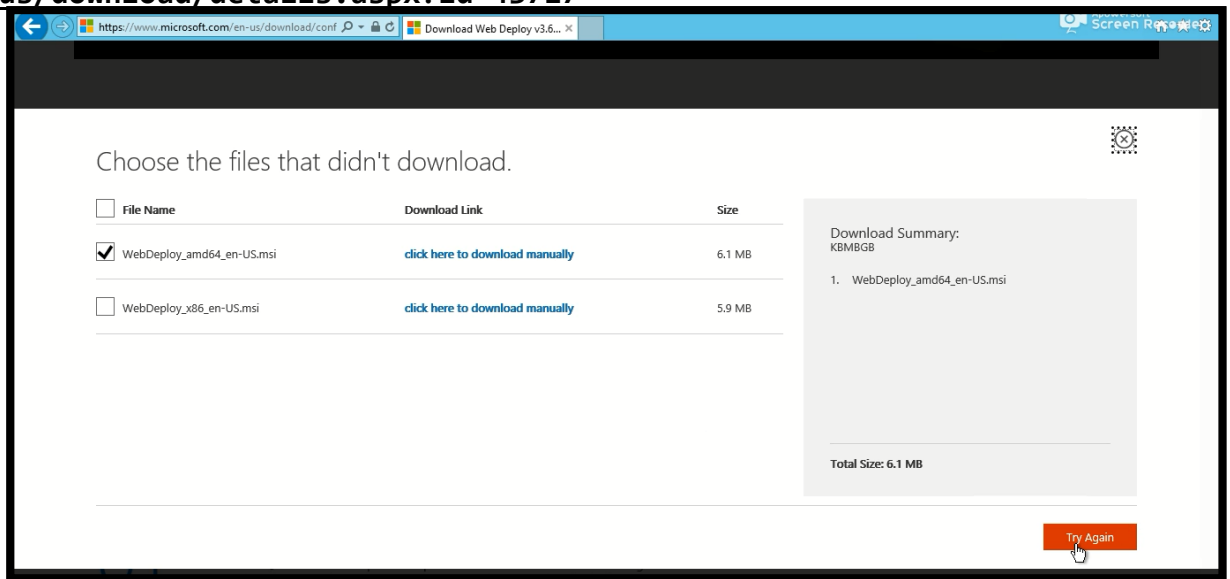 https://www.microsoft.com/en-us/download/conf
Download Web Deploy v3.6...
Screen
Choose the files that didn't download.
File Name Download Link Size
WebDeploy_amd64_en-US.msi click here to download manually 6.1 MB
WebDeploy_x86_en-US.msi click here to download manually 5.9 MB
Download Summary:
KBMBGB
1. WebDeploy_amd64_en-US.msi
Total Size: 6.1 MB
Try Again